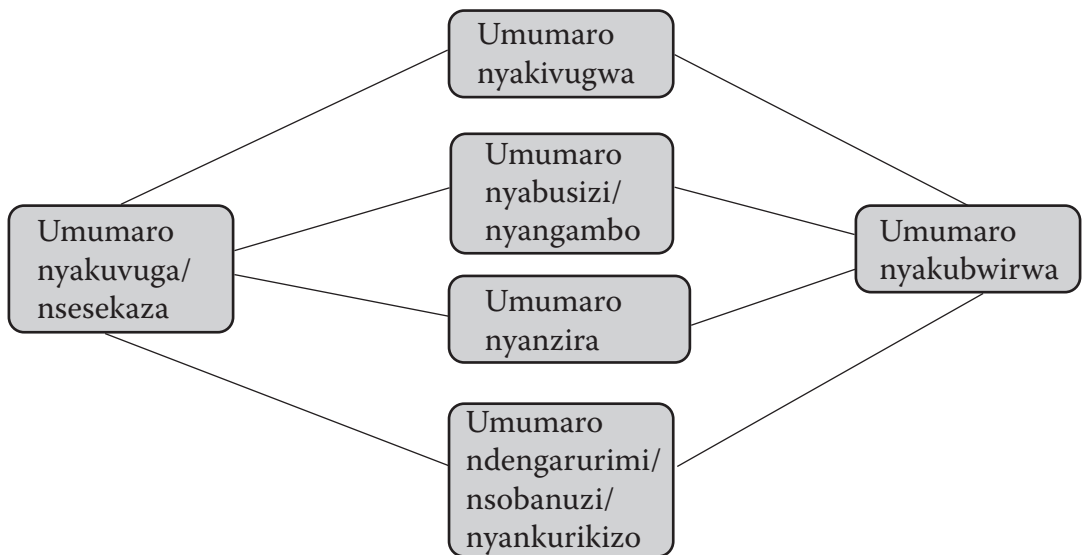 Umumaro
nyakivugwa
Umumaro
nyabusizi/
nyangambo
Umumaro
nyakuvuga/
nsesekaza
Umumaro
nyakubwirwa
Umumaro
nyanzira
Umumaro
ndengarurimi/
nsobanuzi/
nyankurikizo